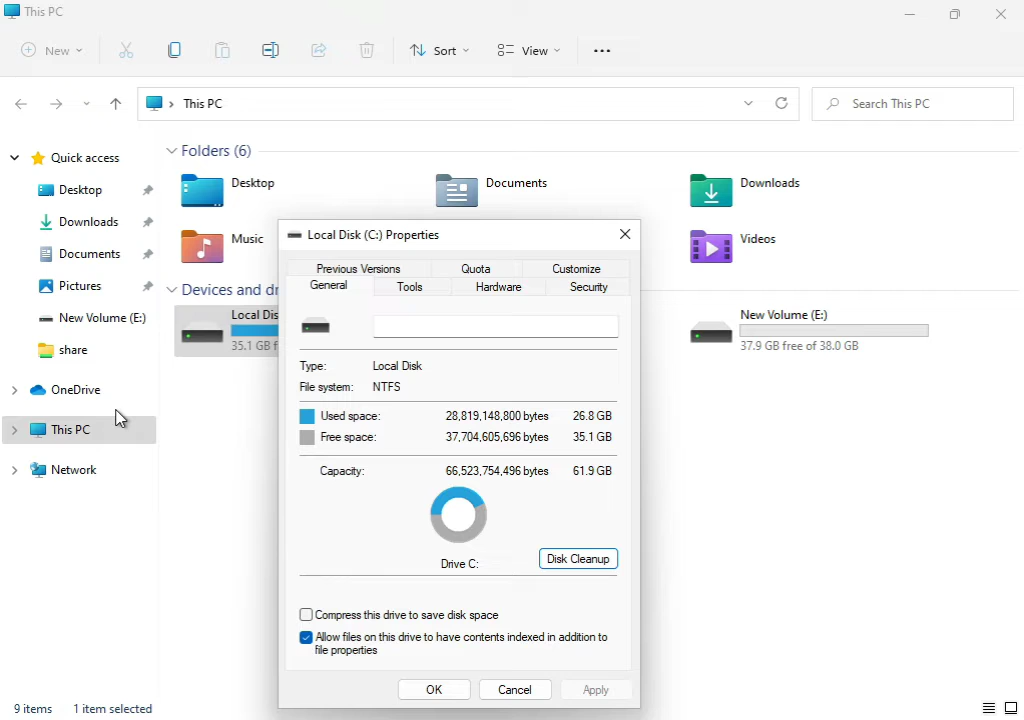 This PC
New
Sort
View
This PC
Search This PC
Quick access
Desktop
Downloads
Documents
Pictures
New Volume (E:)
share
OneDrive
This PC
Network
Folders (6)
Desktop
Documents
Downloads
Music
Videos
Devices and dr
Local Dis
35.1 GB f
New Volume (E:)
37.9 GB free of 38.0 GB
Local Disk (C:) Properties
Previous Versions Quota Customize
General Tools Hardware Security
Type: Local Disk
File system: NTFS
Used space: 28,819,148,800 bytes 26.8 GB
Free space: 37,704,605,696 bytes 35.1 GB
Capacity: 66,523,754,496 bytes 61.9 GB
Drive C:
Disk Cleanup
Compress this drive to save disk space
Allow files on this drive to have contents indexed in addition to
file properties
OK Cancel Apply
9 items 1 item selected